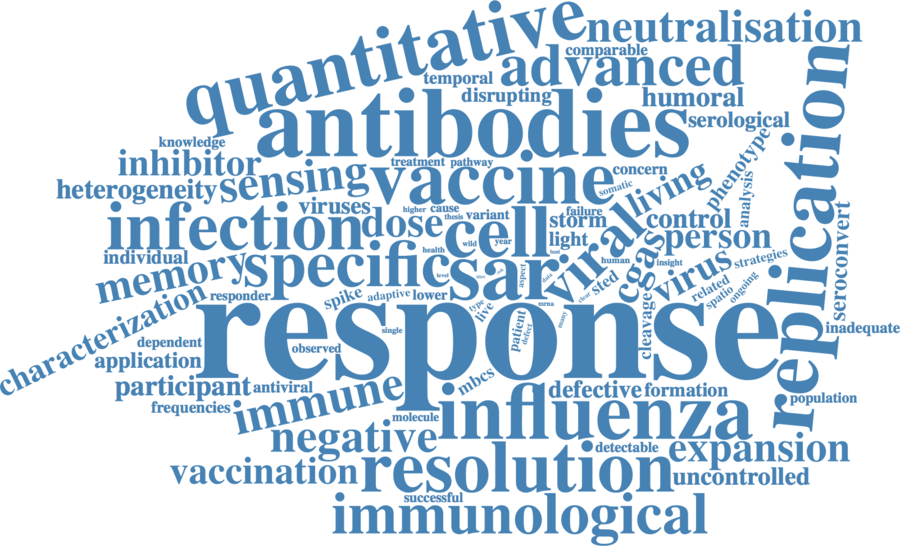 quantitative
neutralisation
comparable
advanced
temporal
disrupting
humoral
antibodies
serological
replication
knowledge
inhibitor
treatment
pathway
concern
phenotype
heterogeneity
sensing
vaccine
somatic
living
analysis
viruses
higher
cause
thesis
variant
failure
infection
dose
cell
storm
viral
control
seroconvert
wild
year
light
person
individual
memory
specific
health
sars
human
cgas
insight
virus
strategies
level
aspect
data
sted
related
spatio
ongoing
characterization
responder
spike
adaptive
lower
type
live
mrna
clear
many
response
single
patient
defect
cleavage
inadequate
dependent
observed
application
participant
antiviral
immune
mbcs
defective
formation
population
frequencies
molecule
influenza
negative
detectable
expansion
vaccination
resolution
uncontrolled
successful
immunological